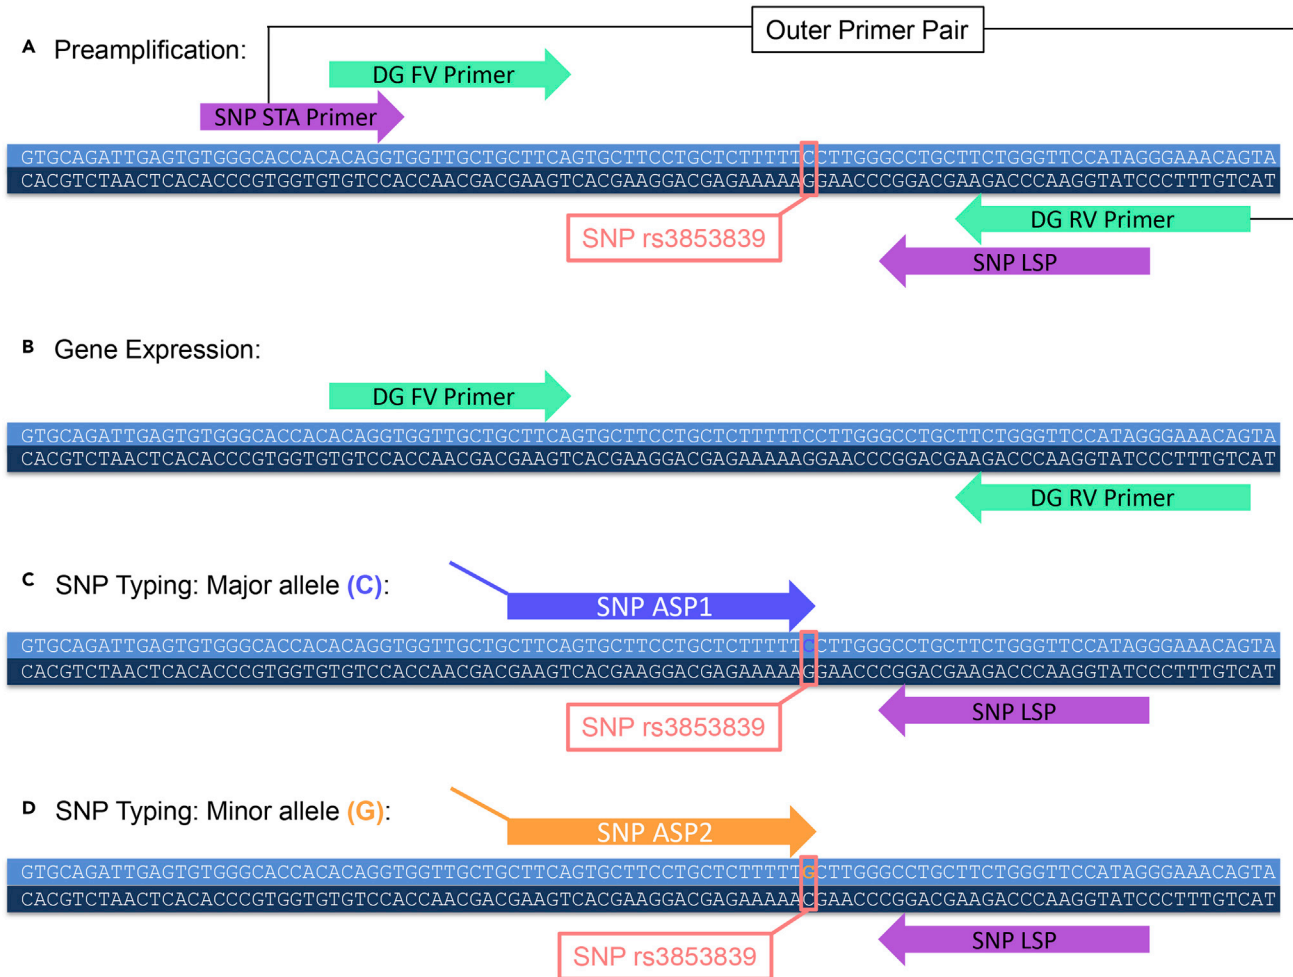 Outer Primer Pair
A Preamplification:
DG FV Primer
SNP STA Primer
GTGCAGATTGAGTGTGGGCACCACACAGGTGGTTGCTGCTTCAGTGCTTCCTGCTCTTTTTCCTTGGGCCTGCTTCTGGGTTCCATAGGGAAACAGTA
CACGTCTAACTCACACCCGTGGTGTGTCCACCAACGACGAAGTCACGAAGGACGAGAAAAAGGAACCCGGACGAAGACCCAAGGTATCCCTTTGTCAT
DG RV Primer
SNP rs3853839
SNP LSP
B Gene Expression:
DG FV Primer
GTGCAGATTGAGTGTGGGCACCACACAGGTGGTTGCTGCTTCAGTGCTTCCTGCTCTTTTTCCTTGGGCCTGCTTCTGGGTTCCATAGGGAAACAGTA
CACGTCTAACTCACACCCGTGGTGTGTCCACCAACGACGAAGTCACGAAGGACGAGAAAAAGGAACCCGGACGAAGACCCAAGGTATCCCTTTGTCAT
DG RV Primer
C SNP Typing: Major allele (C):
SNP ASP1
GTGCAGATTGAGTGTGGGCACCACACAGGTGGTTGCTGCTTCAGTGCTTCCTGCTCTTTTTCCTTGGGCCTGCTTCTGGGTTCCATAGGGAAACAGTA
CACGTCTAACTCACACCCGTGGTGTGTCCACCAACGACGAAGTCACGAAGGACGAGAAAAAGGAACCCGGACGAAGACCCAAGGTATCCCTTTGTCAT
SNP LSP
SNP rs3853839
D SNP Typing: Minor allele (G):
SNP ASP2
GTGCAGATTGAGTGTGGGCACCACACAGGTGGTTGCTGCTTCAGTGCTTCCTGCTCTTTTTGCTTGGGCCTGCTTCTGGGTTCCATAGGGAAACAGTA
CACGTCTAACTCACACCCGTGGTGTGTCCACCAACGACGAAGTCACGAAGGACGAGAAAAACGAACCCGGACGAAGACCCAAGGTATCCCTTTGTCAT
SNP LSP
SNP rs3853839